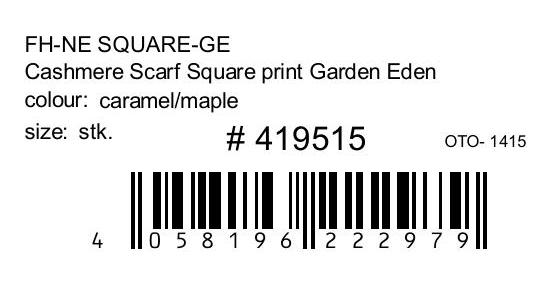 FH-NE SQUARE-GE
Cashmere Scarf Square print Garden Eden
colour: caramel/maple
size: stk.
# 419515
OTO- 1415
4 058196 222979